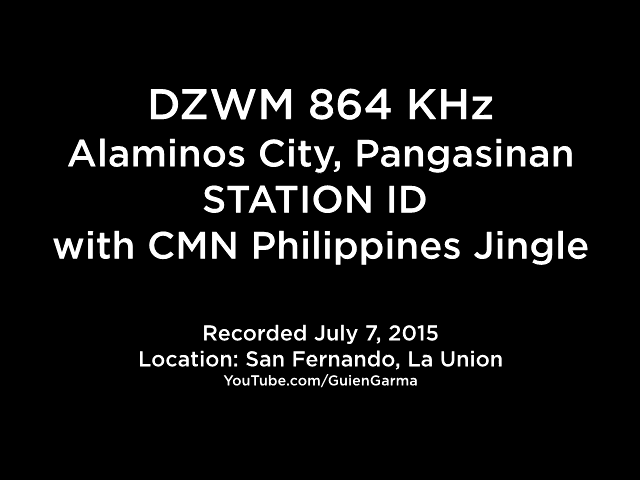 DZWM 864 KHz
Alaminos City, Pangasinan
STATION ID
with CMN Philippines Jingle
Recorded July 7, 2015
Location: San Fernando, La Union
YouTube.com/GuienGarma